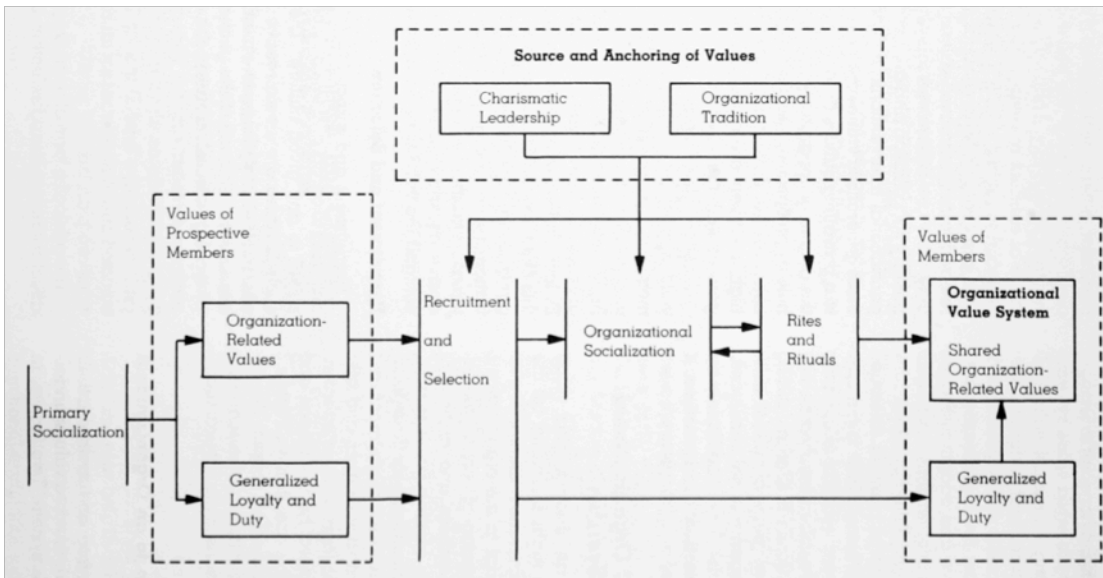 Source and Anchoring of Values
Charismatic
Leadership
Organizational
Tradition
Values of
Prospective
Members
Values of
Members
Primary
Socialization
Organization-
Related
Values
Generalized
Loyalty and
Duty
Recruitment
and
Selection
Organizational
Socialization
Rites
and
Rituals
Organizational
Value System
Shared
Organization-
Related Values
Generalized
Loyalty and
Duty